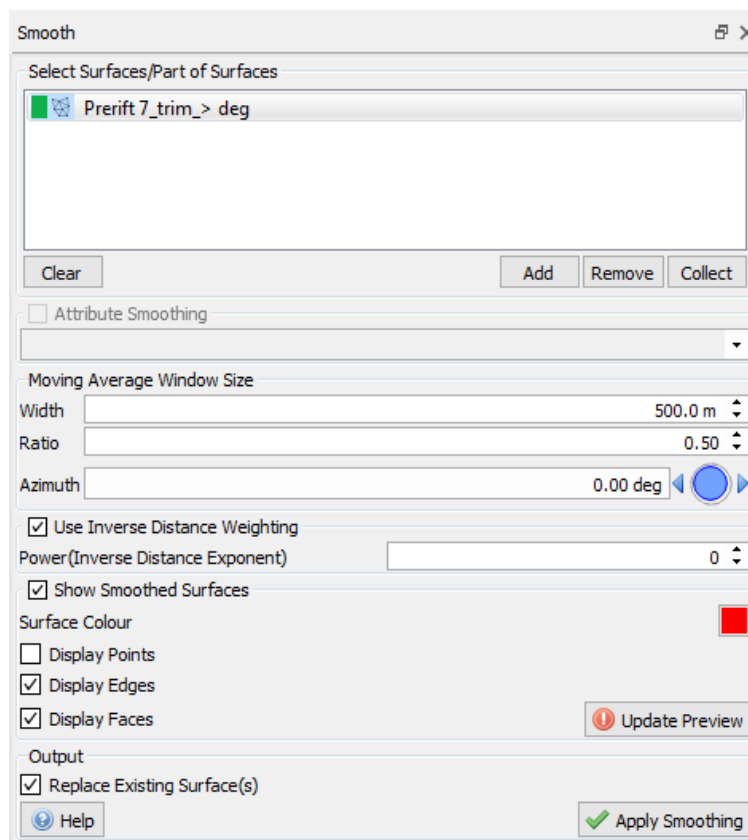 Smooth
Select Surfaces/Part of Surfaces
Prerift 7_trim_> deg
Clear Add Remove Collect
Attribute Smoothing
Moving Average Window Size
Width 500.0 m
Ratio 0.50
Azimuth 0.00 deg
Use Inverse Distance Weighting
Power(Inverse Distance Exponent) 0
Show Smoothed Surfaces
Surface Colour
Display Points
Display Edges
Display Faces Update Preview
Output
Replace Existing Surface(s)
Help Apply Smoothing